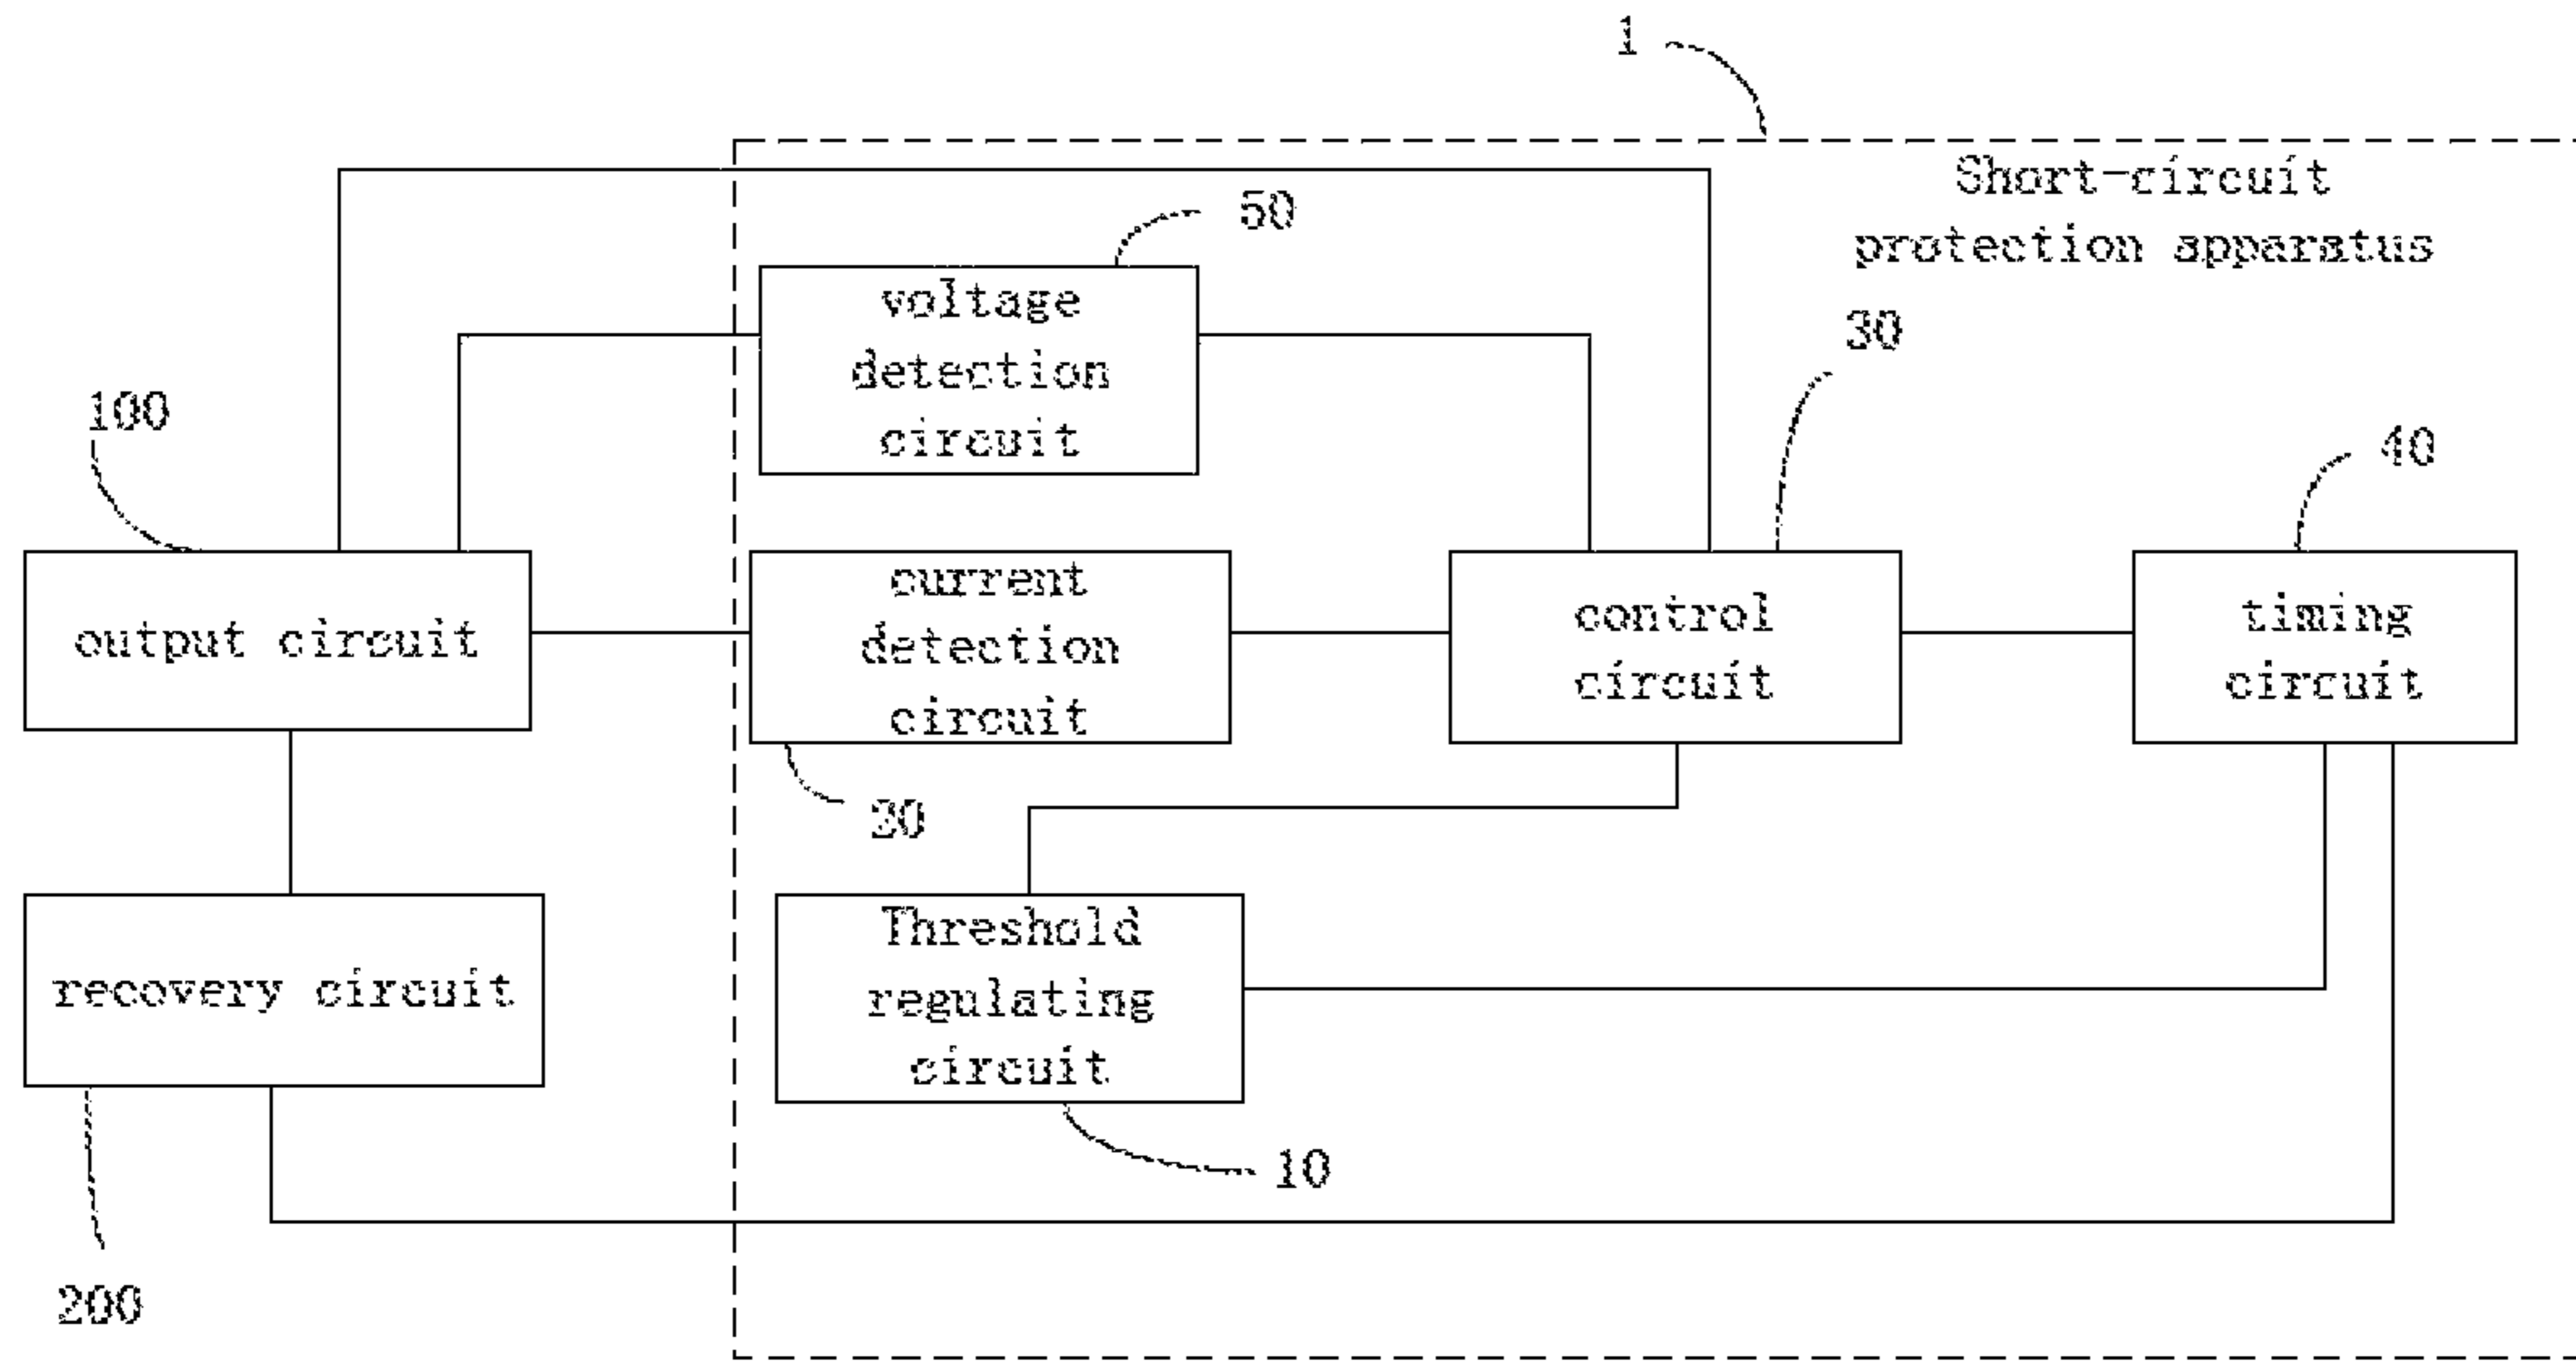 1
Short-circuit
protection apparatus
50
voltage
detection
circuit
30
100
40
output circuit
current
detection
circuit
control
circuit
timing
circuit
20
recovery circuit
Threshold
regulating
circuit
10
200